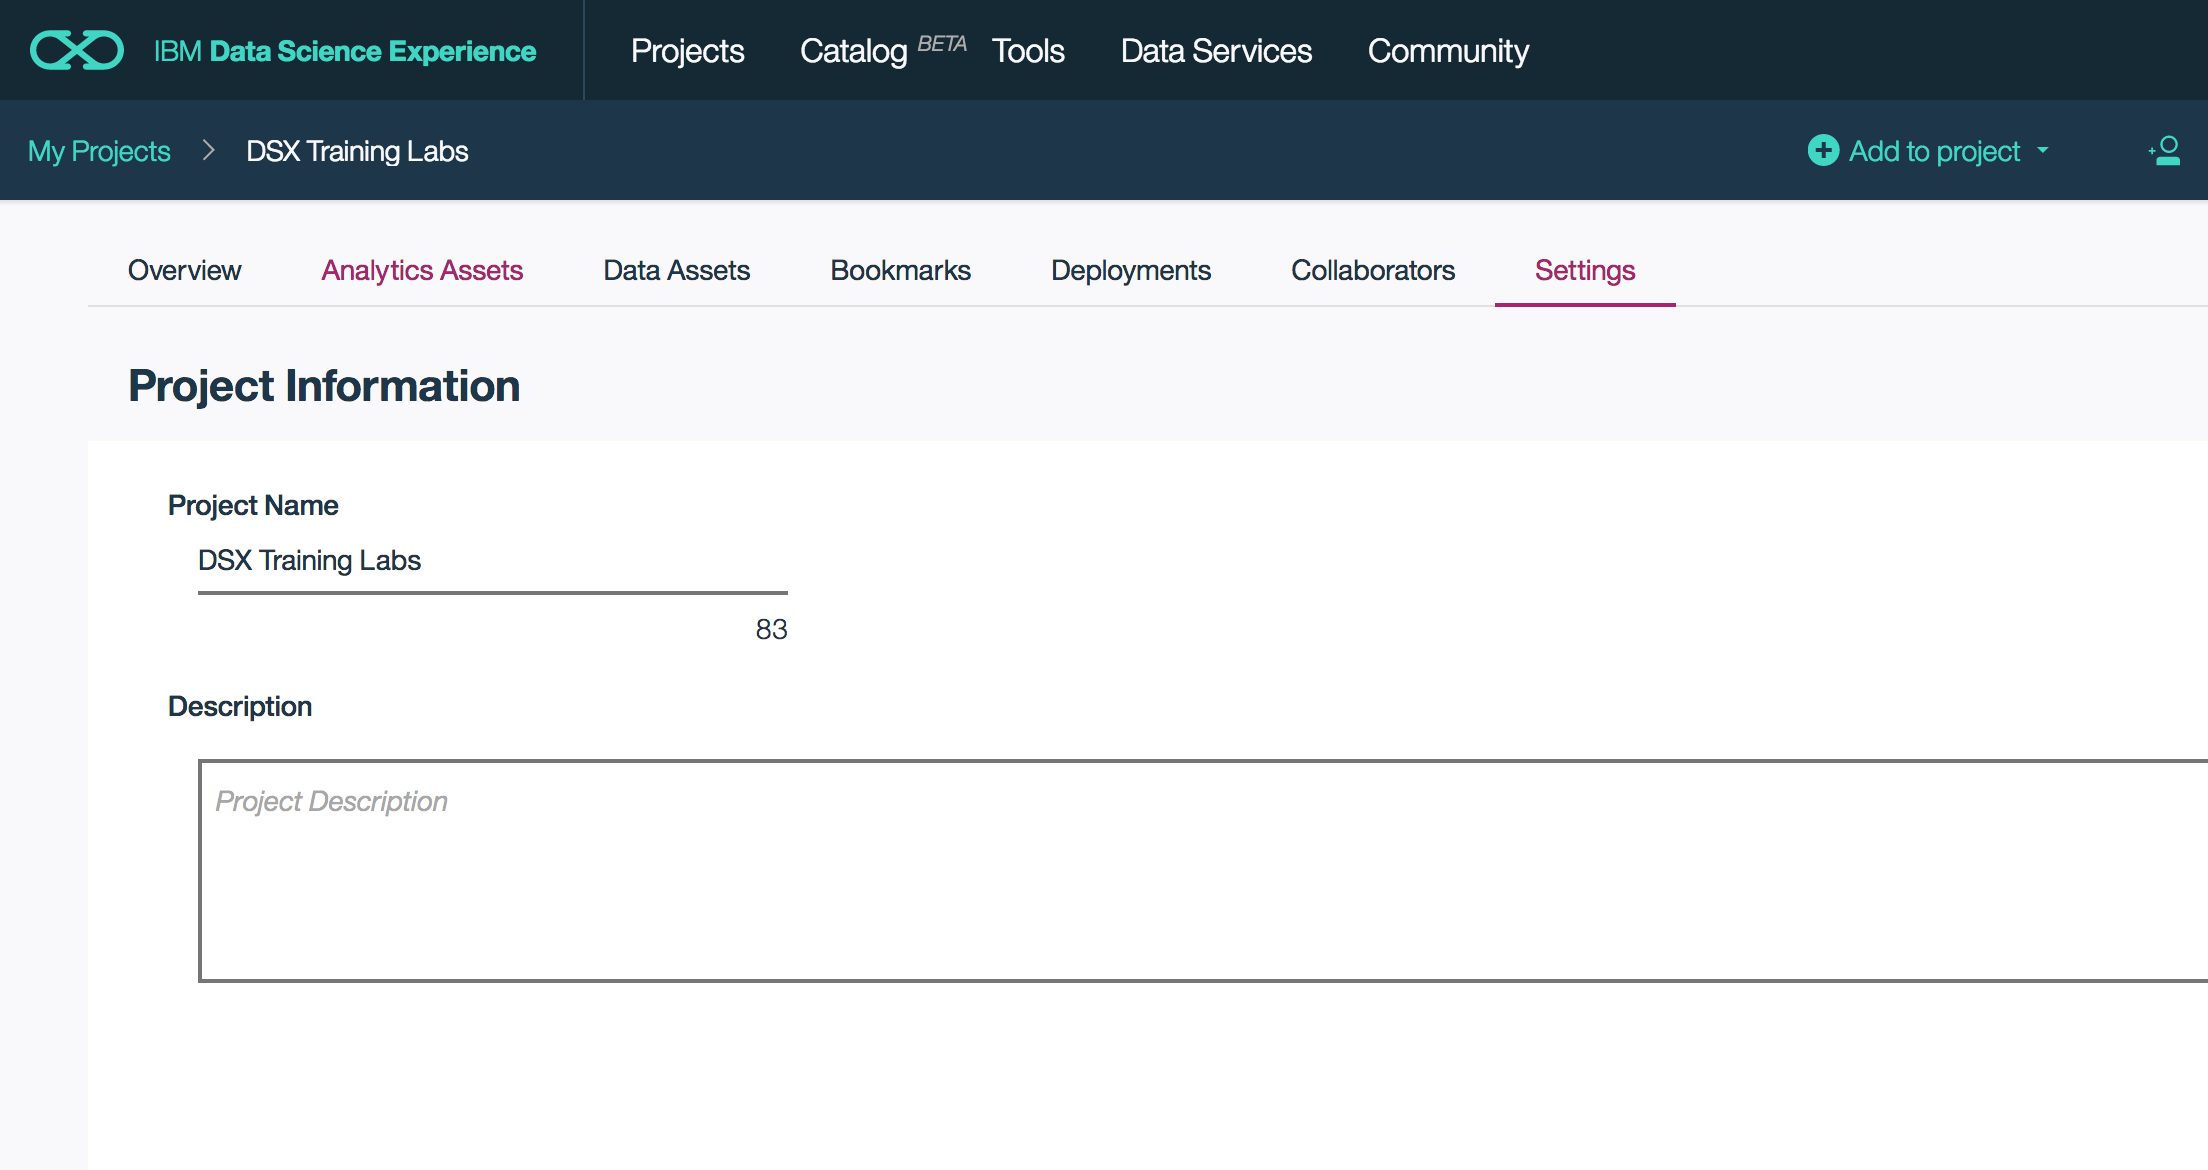 IBM Data Science Experience Projects Catalog BETA Tools Data Services Community
My Projects > DSX Training Labs Add to project
Overview Analytics Assets Data Assets Bookmarks Deployments Collaborators Settings
Project Information
Project Name
DSX Training Labs
83
Description
Project Description